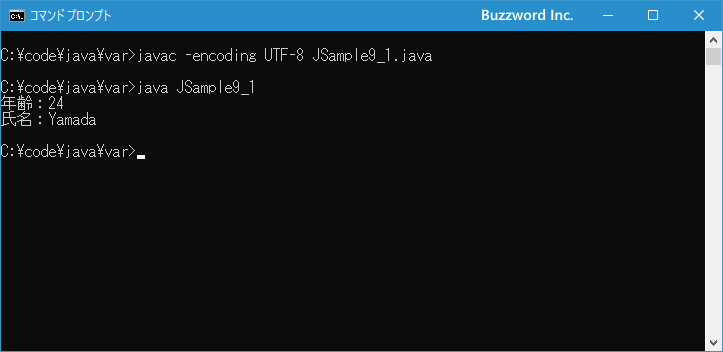 コマンドプロンプト
Buzzword Inc.
C:¥code¥java¥var>javac -encoding UTF-8 JSample9_1.java
C:¥code¥java¥var>java JSample9_1
年齢：24
氏名：Yamada
C:¥code¥java¥var>